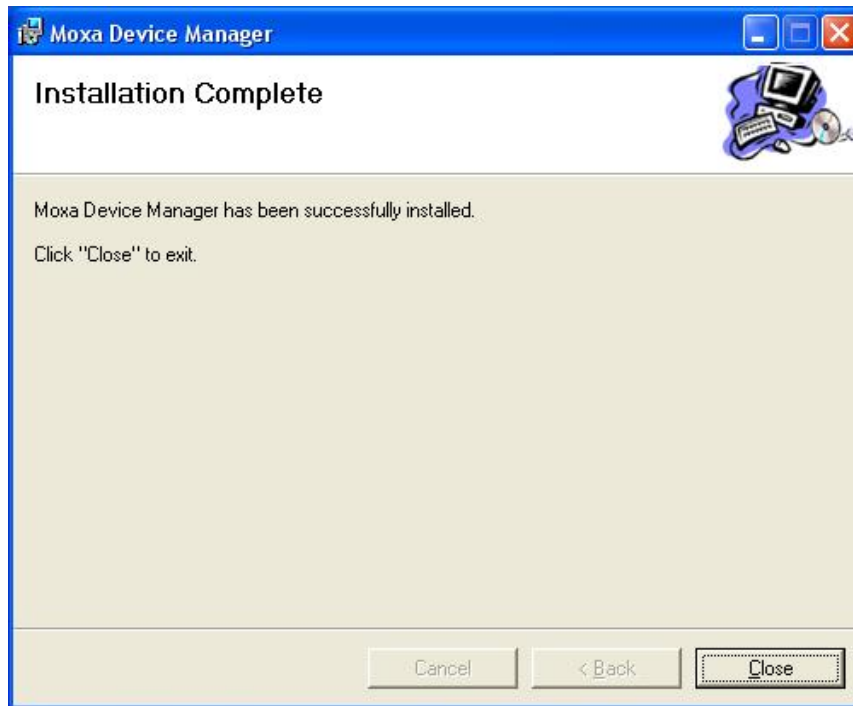 Moxa Device Manager
Installation Complete
Moxa Device Manager has been successfully installed.
Click "Close" to exit.
Cancel < Back Close